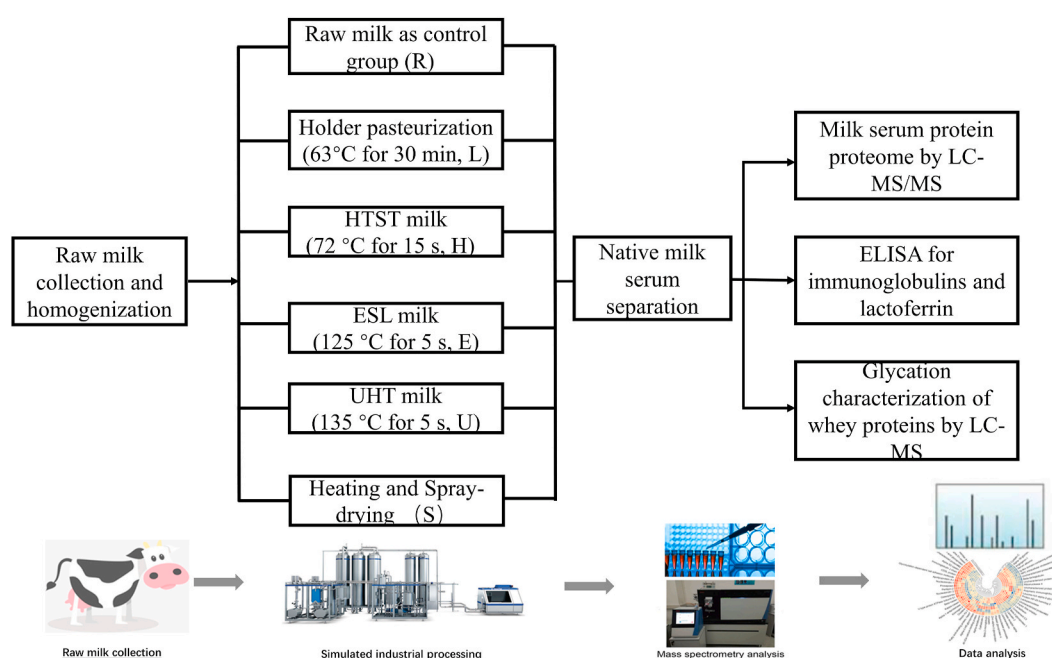 Raw milk
collection and
homogenization
Raw milk as control
group (R)
Holder pasteurization
(63°C for 30 min, L)
HTST milk
(72 °C for 15 s, H)
ESL milk
(125 °C for 5 s, E)
UHT milk
(135 °C for 5 s, U)
Heating and Spray-
drying （S）
Native milk
serum
separation
Milk serum protein
proteome by LC-
MS/MS
ELISA for
immunoglobulins and
lactoferrin
Glycation
characterization of
whey proteins by LC-
MS
Raw milk collection
Simulated industrial processing
Mass spectrometry analysis
Data analysis